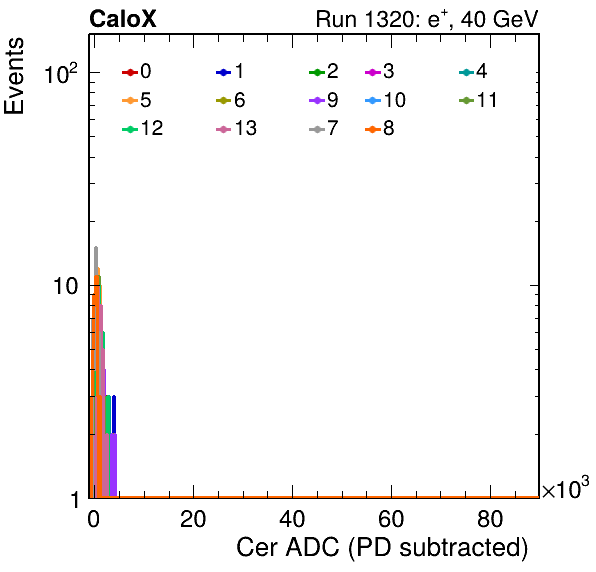 CaloX Run 1320: e⁺, 40 GeV
Events
10²
10
1
0 1 2 3 4
5 6 9 10 11
12 13 7 8
0 20 40 60 80
×10³
Cer ADC (PD subtracted)